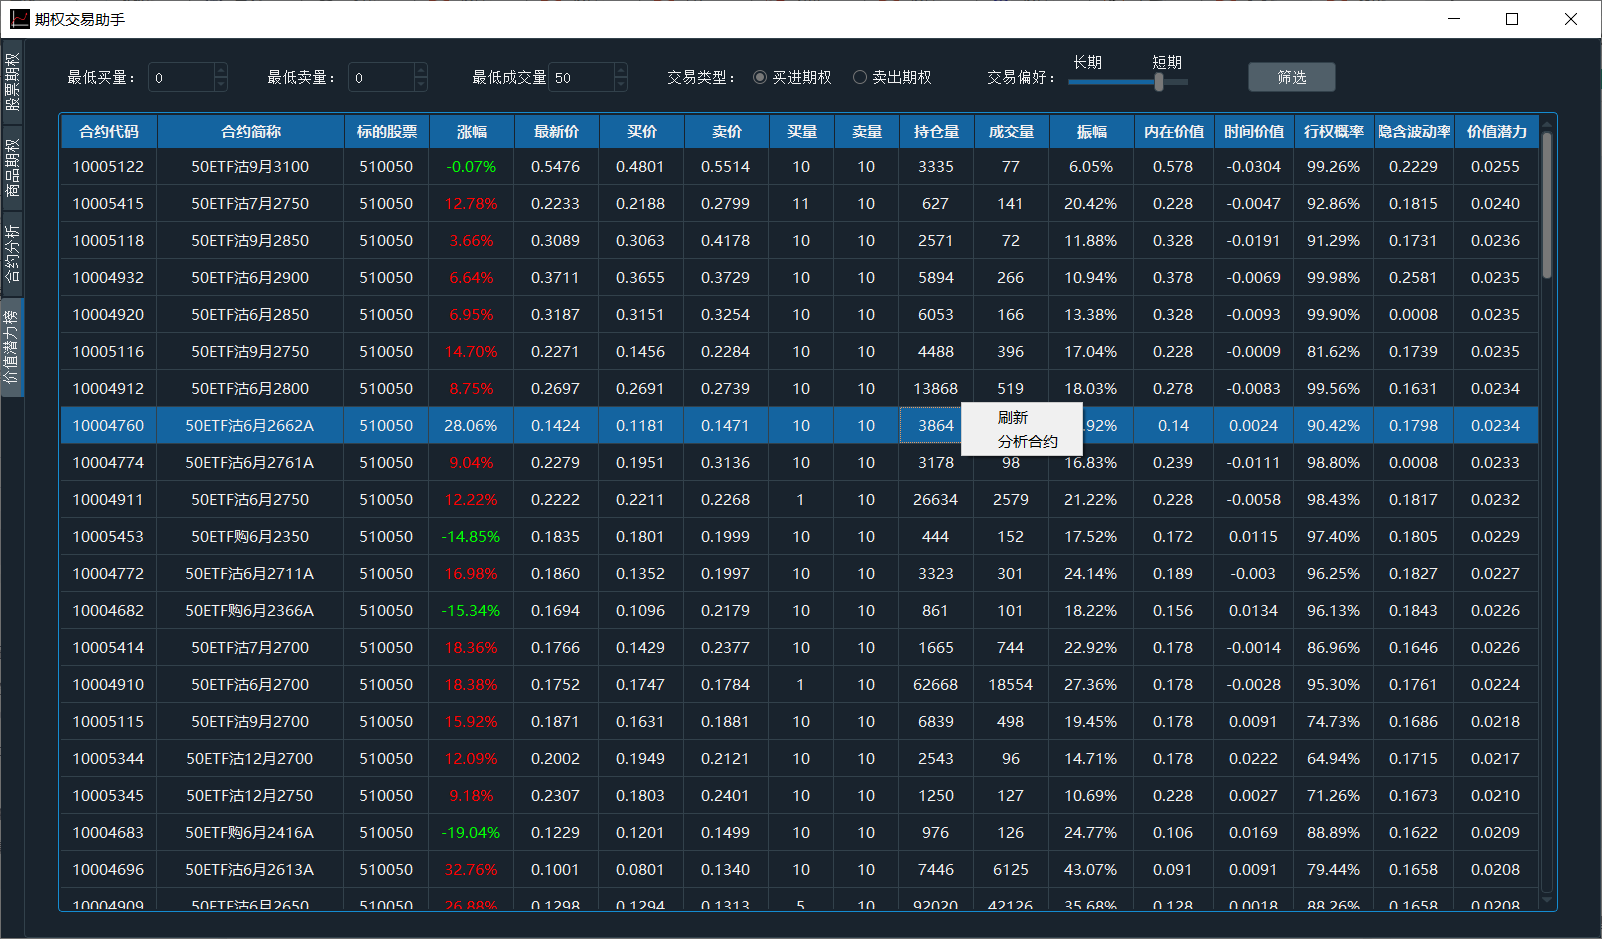 期权交易助手
股票期权
商品期权
合约分析
价值潜力榜
最低买量： 0 最低卖量： 0 最低成交量 50 交易类型： 买进期权 卖出期权 交易偏好： 长期 短期 筛选
合约代码 合约简称 标的股票 涨幅 最新价 买价 卖价 买量 卖量 持仓量 成交量 振幅 内在价值 时间价值 行权概率 隐含波动率 价值潜力
10005122 50ETF沽9月3100 510050 -0.07% 0.5476 0.4801 0.5514 10 10 3335 77 6.05% 0.578 -0.0304 99.26% 0.2229 0.0255
10005415 50ETF沽7月2750 510050 12.78% 0.2233 0.2188 0.2799 11 10 627 141 20.42% 0.228 -0.0047 92.86% 0.1815 0.0240
10005118 50ETF沽9月2850 510050 3.66% 0.3089 0.3063 0.4178 10 10 2571 72 11.88% 0.328 -0.0191 91.29% 0.1731 0.0236
10004932 50ETF沽6月2900 510050 6.64% 0.3711 0.3655 0.3729 10 10 5894 266 10.94% 0.378 -0.0069 99.98% 0.2581 0.0235
10004920 50ETF沽6月2850 510050 6.95% 0.3187 0.3151 0.3254 10 10 6053 166 13.38% 0.328 -0.0093 99.90% 0.0008 0.0235
10005116 50ETF沽9月2750 510050 14.70% 0.2271 0.1456 0.2284 10 10 4488 396 17.04% 0.228 -0.0009 81.62% 0.1739 0.0235
10004912 50ETF沽6月2800 510050 8.75% 0.2697 0.2691 0.2739 10 10 13868 519 18.03% 0.278 -0.0083 99.56% 0.1631 0.0234
10004760 50ETF沽6月2662A 510050 28.06% 0.1424 0.1181 0.1471 10 10 3864 .92% 0.14 0.0024 90.42% 0.1798 0.0234
刷新
分析合约
10004774 50ETF沽6月2761A 510050 9.04% 0.2279 0.1951 0.3136 10 10 3178 98 16.83% 0.239 -0.0111 98.80% 0.0008 0.0233
10004911 50ETF沽6月2750 510050 12.22% 0.2222 0.2211 0.2268 1 10 26634 2579 21.22% 0.228 -0.0058 98.43% 0.1817 0.0232
10005453 50ETF购6月2350 510050 -14.85% 0.1835 0.1801 0.1999 10 10 444 152 17.52% 0.172 0.0115 97.40% 0.1805 0.0229
10004772 50ETF沽6月2711A 510050 16.98% 0.1860 0.1352 0.1997 10 10 3323 301 24.14% 0.189 -0.003 96.25% 0.1827 0.0227
10004682 50ETF购6月2366A 510050 -15.34% 0.1694 0.1096 0.2179 10 10 861 101 18.22% 0.156 0.0134 96.13% 0.1843 0.0226
10005414 50ETF沽7月2700 510050 18.36% 0.1766 0.1429 0.2377 10 10 1665 744 22.92% 0.178 -0.0014 86.96% 0.1646 0.0226
10004910 50ETF沽6月2700 510050 18.38% 0.1752 0.1747 0.1784 1 10 62668 18554 27.36% 0.178 -0.0028 95.30% 0.1761 0.0224
10005115 50ETF沽9月2700 510050 15.92% 0.1871 0.1631 0.1881 10 10 6839 498 19.45% 0.178 0.0091 74.73% 0.1686 0.0218
10005344 50ETF沽12月2700 510050 12.09% 0.2002 0.1949 0.2121 10 10 2543 96 14.71% 0.178 0.0222 64.94% 0.1715 0.0217
10005345 50ETF沽12月2750 510050 9.18% 0.2307 0.1803 0.2401 10 10 1250 127 10.69% 0.228 0.0027 71.26% 0.1673 0.0210
10004683 50ETF购6月2416A 510050 -19.04% 0.1229 0.1201 0.1499 10 10 976 126 24.77% 0.106 0.0169 88.89% 0.1622 0.0209
10004696 50ETF沽6月2613A 510050 32.76% 0.1001 0.0801 0.1340 10 10 7446 6125 43.07% 0.091 0.0091 79.44% 0.1658 0.0208
10004909 50ETF沽6月2650 510050 26.88% 0.1298 0.1294 0.1313 5 10 92020 42126 35.68% 0.128 0.0018 88.26% 0.1658 0.0208